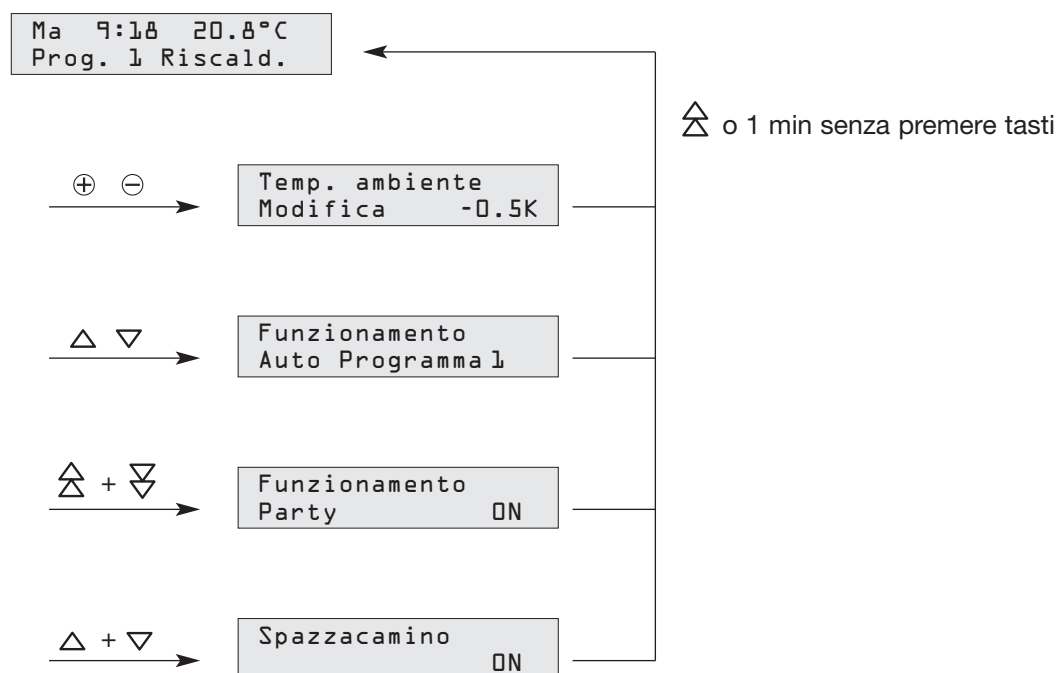 Ma 9:18 20.8°C
Prog. 1 Riscald.
o 1 min senza premere tasti
Temp. ambiente
Modifica -0.5K
Funzionamento
Auto Programma 1
+
Funzionamento
Party ON
+
Spazzacamino
ON